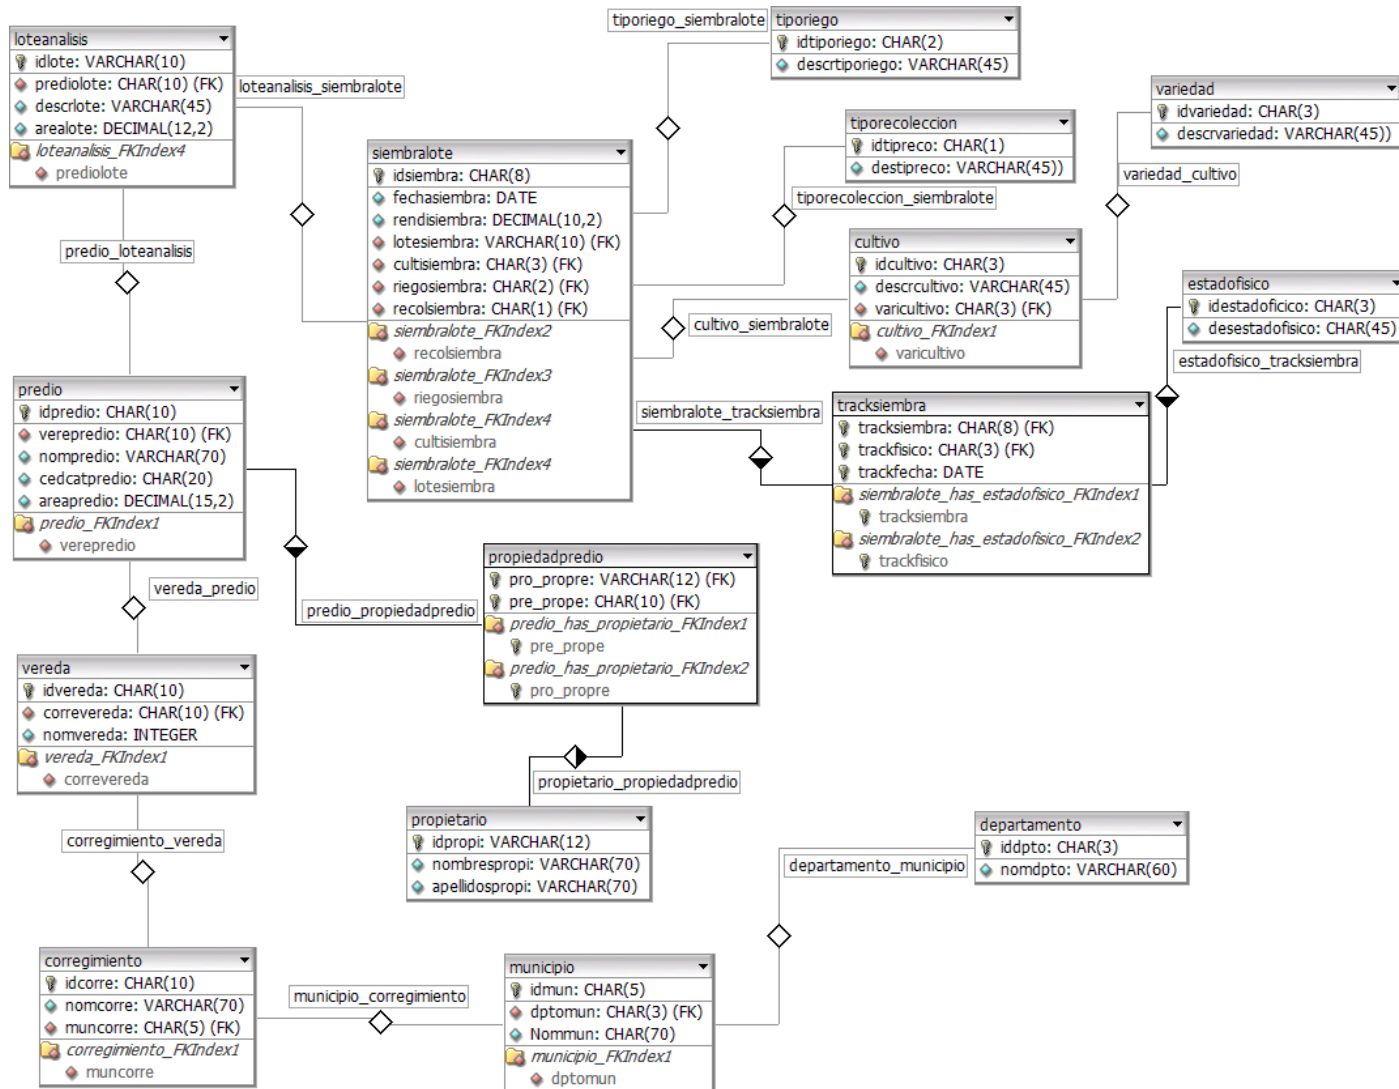 loteanalisis
idlote: VARCHAR(10)
prediolote: CHAR(10) (FK)
descrlote: VARCHAR(45)
arealote: DECIMAL(12,2)
loteanalisis_FKIndex4
prediolote
loteanalisis_siembralote
predio_loteanalisis
tiporiego_siembralote
tiporiego
idtiporiego: CHAR(2)
descrtiporiego: VARCHAR(45)
variedad
idvariedad: CHAR(3)
descrvariedad: VARCHAR(45))
variedad_cultivo
tiporecoleccion
idtipreco: CHAR(1)
destipreco: VARCHAR(45))
tiporecoleccion_siembralote
siembralote
idsiembra: CHAR(8)
fechasiembra: DATE
rendisiembra: DECIMAL(10,2)
lotesiembra: VARCHAR(10) (FK)
cultisiembra: CHAR(3) (FK)
riegosiembra: CHAR(2) (FK)
recolsiembra: CHAR(1) (FK)
siembralote_FKIndex2
recolsiembra
siembralote_FKIndex3
riegosiembra
siembralote_FKIndex4
cultisiembra
siembralote_FKIndex4
lotesiembra
cultivo
idcultivo: CHAR(3)
descrcultivo: VARCHAR(45)
varicultivo: CHAR(3) (FK)
cultivo_FKIndex1
varicultivo
cultivo_siembralote
estadofisico
idestadoficico: CHAR(3)
desestadofisico: CHAR(45)
estadofisico_tracksiembra
siembralote_tracksiembra
tracksiembra
tracksiembra: CHAR(8) (FK)
trackfisico: CHAR(3) (FK)
trackfecha: DATE
siembralote_has_estadofisico_FKIndex1
tracksiembra
siembralote_has_estadofisico_FKIndex2
trackfisico
predio
idpredio: CHAR(10)
verepredio: CHAR(10) (FK)
nompredio: VARCHAR(70)
cedcatpredio: CHAR(20)
areapredio: DECIMAL(15,2)
predio_FKIndex1
verepredio
vereda_predio
predio_propiedadpredio
propiedadpredio
pro_propre: VARCHAR(12) (FK)
pre_prope: CHAR(10) (FK)
predio_has_propietario_FKIndex1
pre_prope
predio_has_propietario_FKIndex2
pro_propre
propietario_propiedadpredio
vereda
idvereda: CHAR(10)
correvereda: CHAR(10) (FK)
nomvereda: INTEGER
vereda_FKIndex1
correvereda
corregimiento_vereda
propietario
idpropi: VARCHAR(12)
nombrespropi: VARCHAR(70)
apellidospropi: VARCHAR(70)
departamento
iddpto: CHAR(3)
nomdpto: VARCHAR(60)
departamento_municipio
corregimiento
idcorre: CHAR(10)
nomcorre: VARCHAR(70)
muncorre: CHAR(5) (FK)
corregimiento_FKIndex1
muncorre
municipio_corregimiento
municipio
idmun: CHAR(5)
dptomun: CHAR(3) (FK)
Nommun: CHAR(70)
municipio_FKIndex1
dptomun